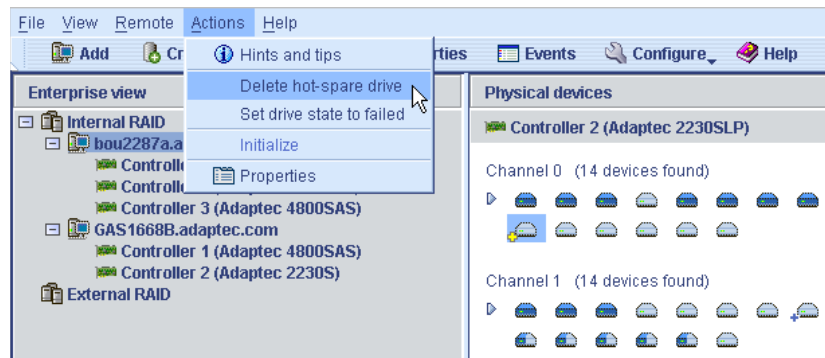 File View Remote Actions Help
Add Cr rties Events Configure Help
Hints and tips
Delete hot-spare drive
Set drive state to failed
Initialize
Properties
Enterprise view
Internal RAID
bou2287a.a
Controlle
Controlle
Controller 3 (Adaptec 4800SAS)
GAS1668B.adaptec.com
Controller 1 (Adaptec 4800SAS)
Controller 2 (Adaptec 2230S)
External RAID
Physical devices
Controller 2 (Adaptec 2230SLP)
Channel 0 (14 devices found)
Channel 1 (14 devices found)